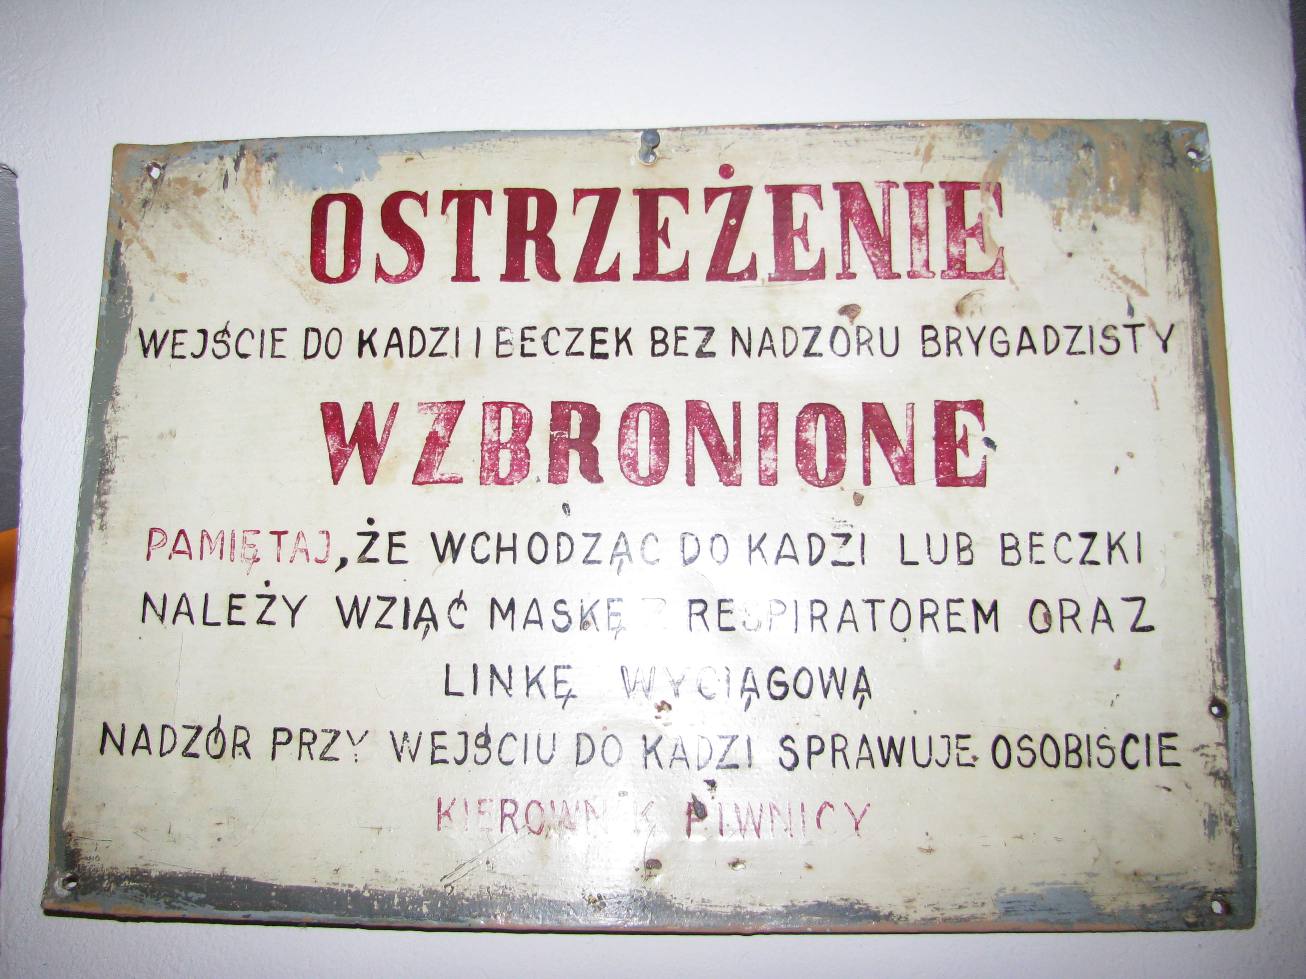 OSTRZEŻENIE
WEJŚCIE DO KADZI I BECZEK BEZ NADZORU BRYGADZISTY
WZBRONIONE
PAMIĘTAJ, ŻE WCHODZĄC DO KADZI LUB BECZKI
NALEŻY WZIĄĆ MASKĘ Z RESPIRATOREM ORAZ
LINKĘ WYCIĄGOWĄ
NADZÓR PRZY WEJŚCIU DO KADZI SPRAWUJE OSOBIŚCIE
KIEROWNIK PIWNICY